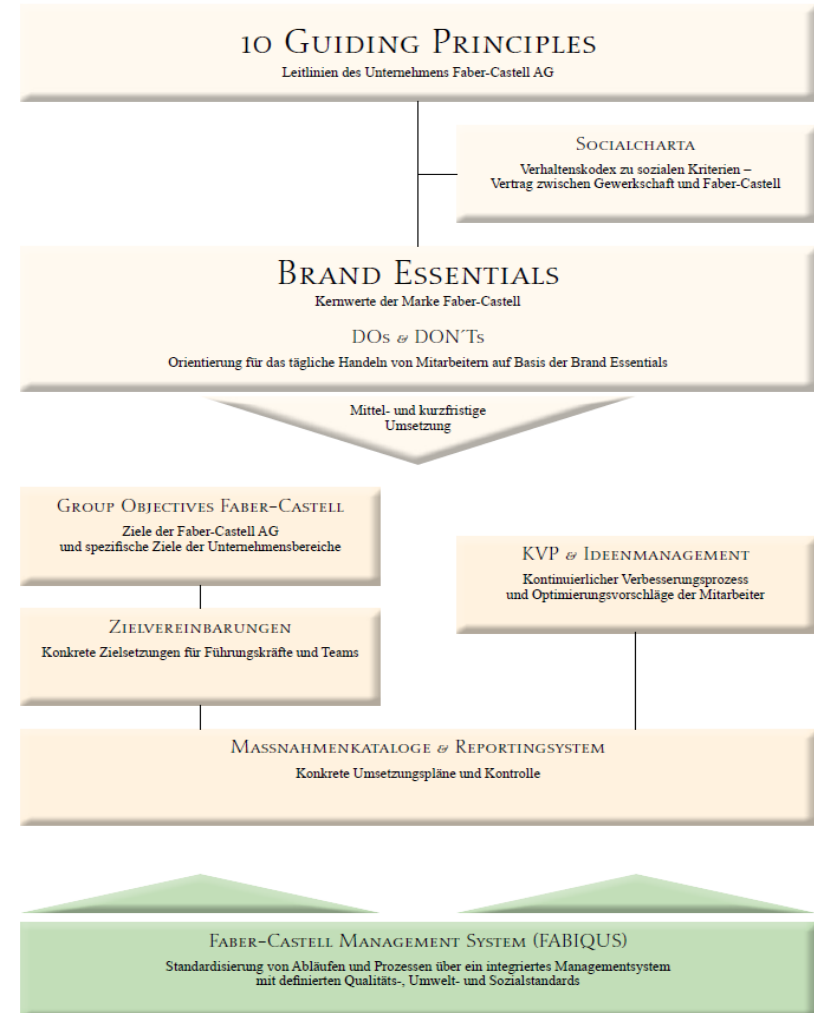 10 Guiding Principles
Leitlinien des Unternehmens Faber-Castell AG
Socialcharta
Verhaltenskodex zu sozialen Kriterien –
Vertrag zwischen Gewerkschaft und Faber-Castell
Brand Essentials
Kernwerte der Marke Faber-Castell
DOs & DON´Ts
Orientierung für das tägliche Handeln von Mitarbeitern auf Basis der Brand Essentials
Mittel- und kurzfristige
Umsetzung
Group Objectives Faber-Castell
Ziele der Faber-Castell AG
und spezifische Ziele der Unternehmensbereiche
KVP & Ideenmanagement
Kontinuierlicher Verbesserungsprozess
und Optimierungsvorschläge der Mitarbeiter
Zielvereinbarungen
Konkrete Zielsetzungen für Führungskräfte und Teams
Massnahmenkataloge & Reportingsystem
Konkrete Umsetzungspläne und Kontrolle
Faber-Castell Management System (FABIQUS)
Standardisierung von Abläufen und Prozessen über ein integriertes Managementsystem
mit definierten Qualitäts-, Umwelt- und Sozialstandards